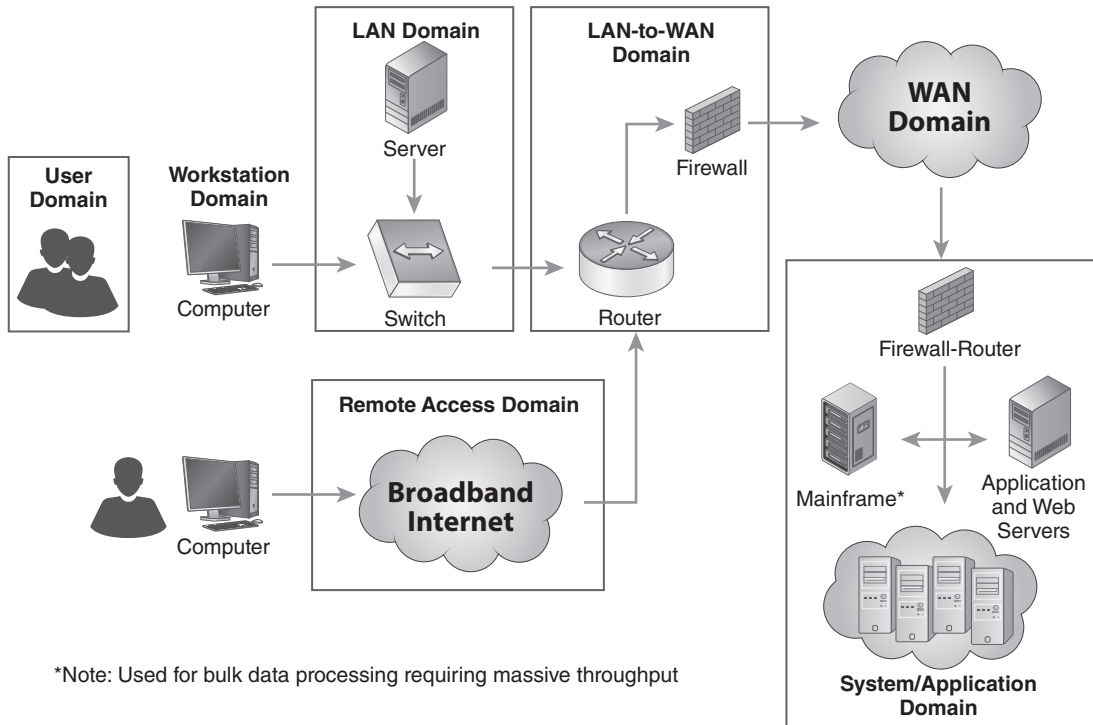 LAN Domain
Server
Switch
LAN-to-WAN
Domain
Firewall
Router
WAN
Domain
User
Domain
Workstation
Domain
Computer
Remote Access Domain
Broadband
Internet
Computer
Firewall-Router
Mainframe*
Application
and Web
Servers
System/Application
Domain
*Note: Used for bulk data processing requiring massive throughput